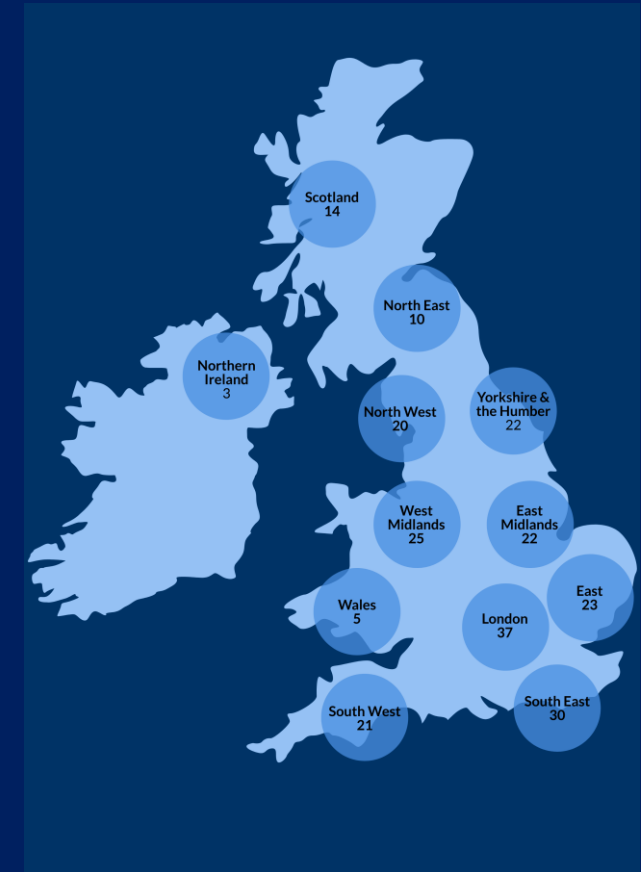 Scotland
14
North East
10
Northern
Ireland
3
North West
20
Yorkshire &
the Humber
22
West
Midlands
25
East
Midlands
22
Wales
5
London
37
East
23
South West
21
South East
30